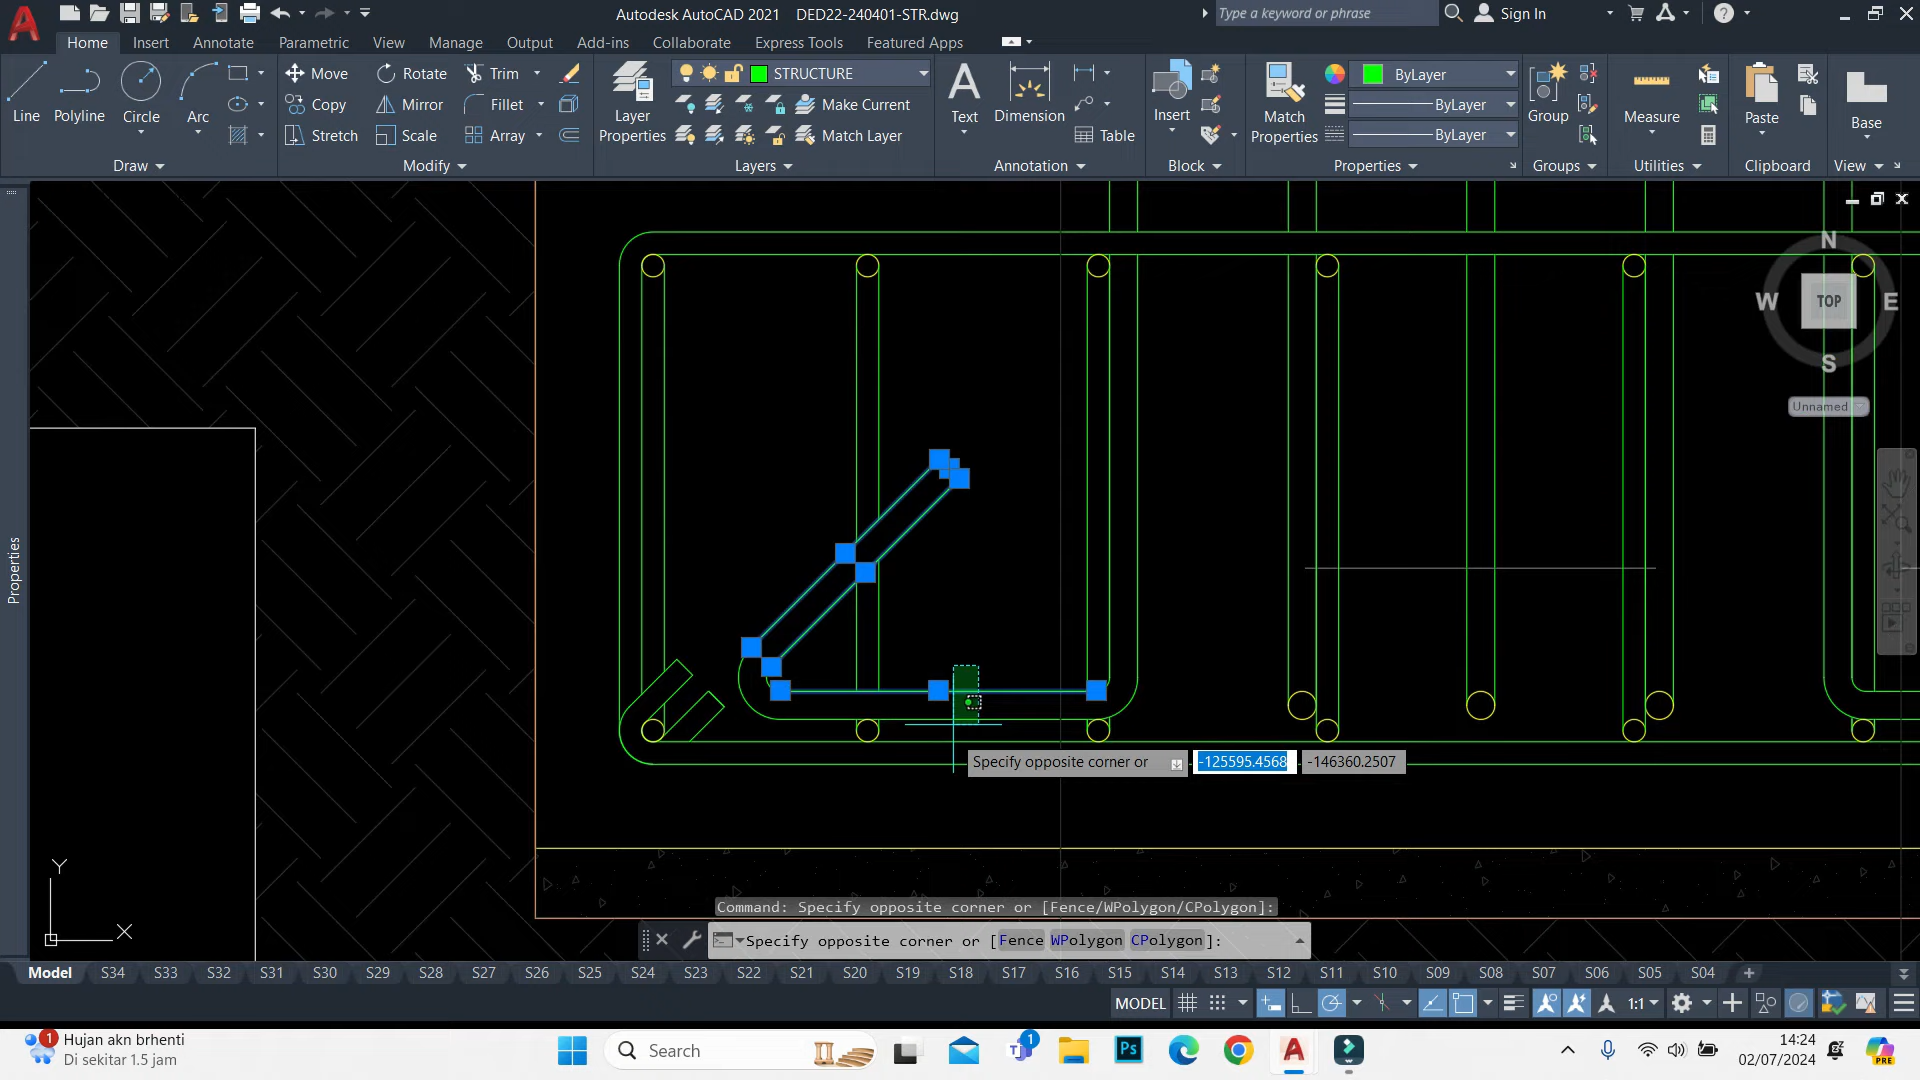 Autodesk AutoCAD 2021 DED22-240401-STR.dwg
Type a keyword or phrase
Sign In
Home Insert Annotate Parametric View Manage Output Add-ins Collaborate Express Tools Featured Apps
Move Rotate Trim
STRUCTURE
ByLayer
Copy Mirror Fillet
Make Current
ByLayer
Line Polyline Circle Arc
Layer Properties
Text Dimension
Insert
Match Properties
Group
Measure
Paste
Base
Stretch Scale Array
Match Layer
Table
ByLayer
Draw Modify Layers Annotation Block Properties Groups Utilities Clipboard View
N
W TOP E
S
Unnamed
Properties
Specify opposite corner or -125595.4568 -146360.2507
Y
X
Command: Specify opposite corner or [Fence/WPolygon/CPolygon]:
Specify opposite corner or [Fence WPolygon CPolygon]:
Model S34 S33 S32 S31 S30 S29 S28 S27 S26 S25 S24 S23 S22 S21 S20 S19 S18 S17 S16 S15 S14 S13 S12 S11 S10 S09 S08 S07 S06 S05 S04
MODEL 1:1
1 Hujan akn brhenti
Di sekitar 1.5 jam
Search
1
Ps
14:24
02/07/2024
PRE